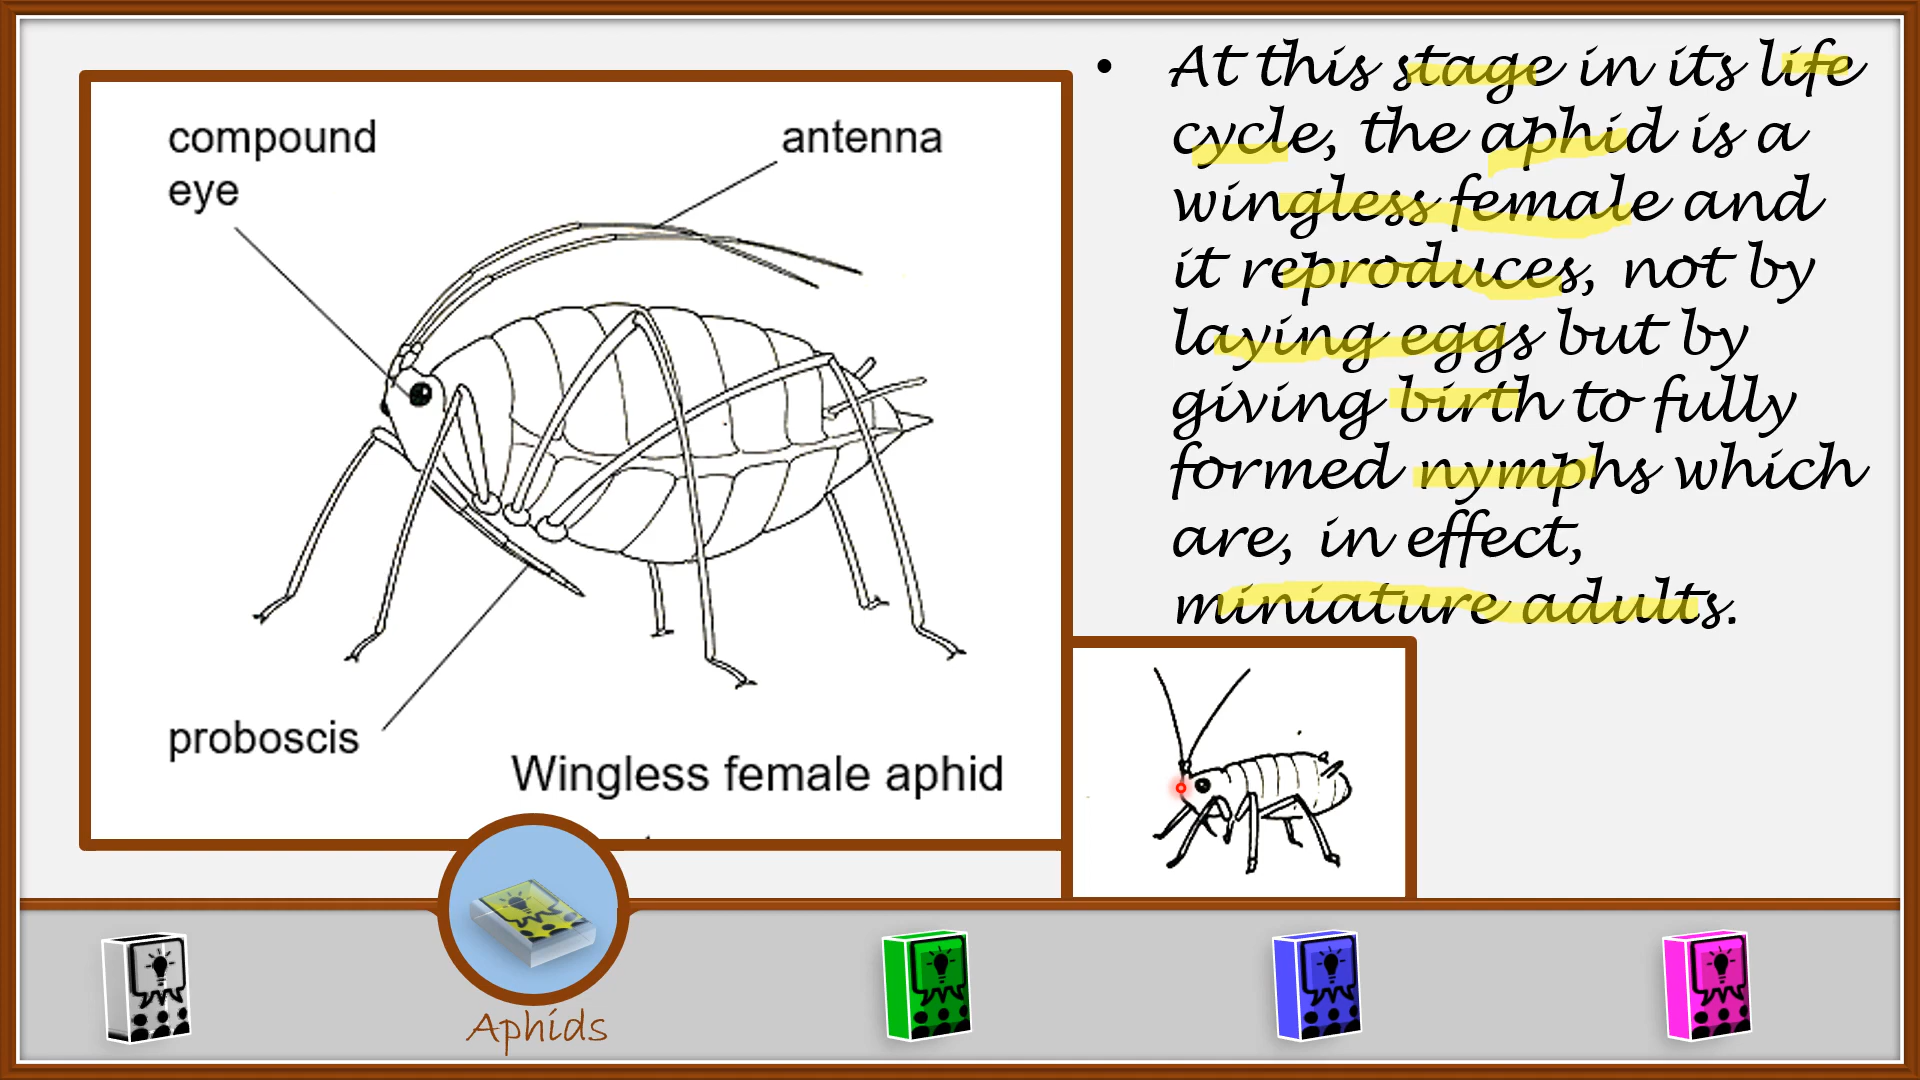 compound
eye
antenna
proboscis
Wingless female aphid
• At this stage in its life
cycle, the aphid is a
wingless female and
it reproduces, not by
laying eggs but by
giving birth to fully
formed nymphs which
are, in effect,
miniature adults.
Aphids